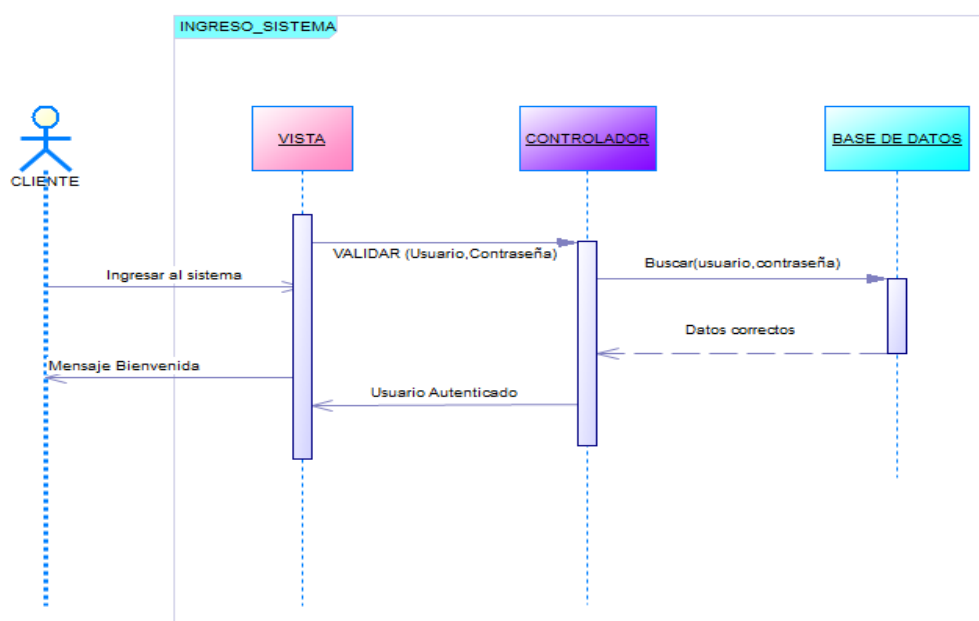 INGRESO_SISTEMA
CLIENTE
VISTA
CONTROLADOR
BASE DE DATOS
VALIDAR (Usuario,Contraseña)
Buscar(usuario,contraseña)
Ingresar al sistema
Datos correctos
Mensaje Bienvenida
Usuario Autenticado